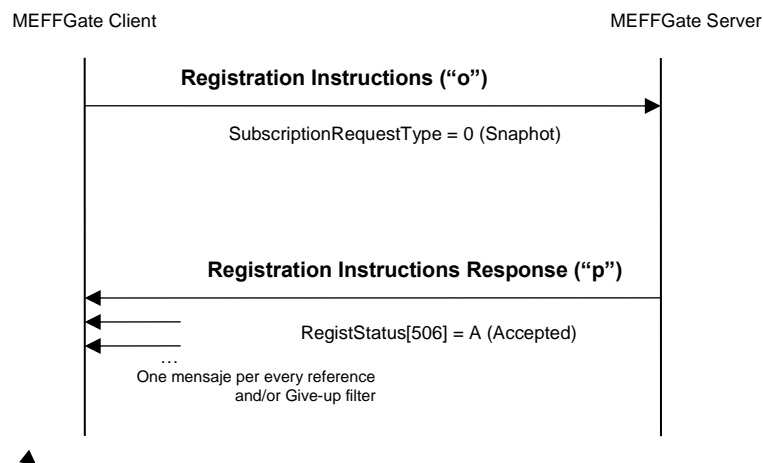 MEFFGate Client
MEFFGate Server
Registration Instructions (“o”)
SubscriptionRequestType = 0 (Snaphot)
Registration Instructions Response (“p”)
RegistStatus[506] = A (Accepted)
…
One mensaje per every reference
and/or Give-up filter